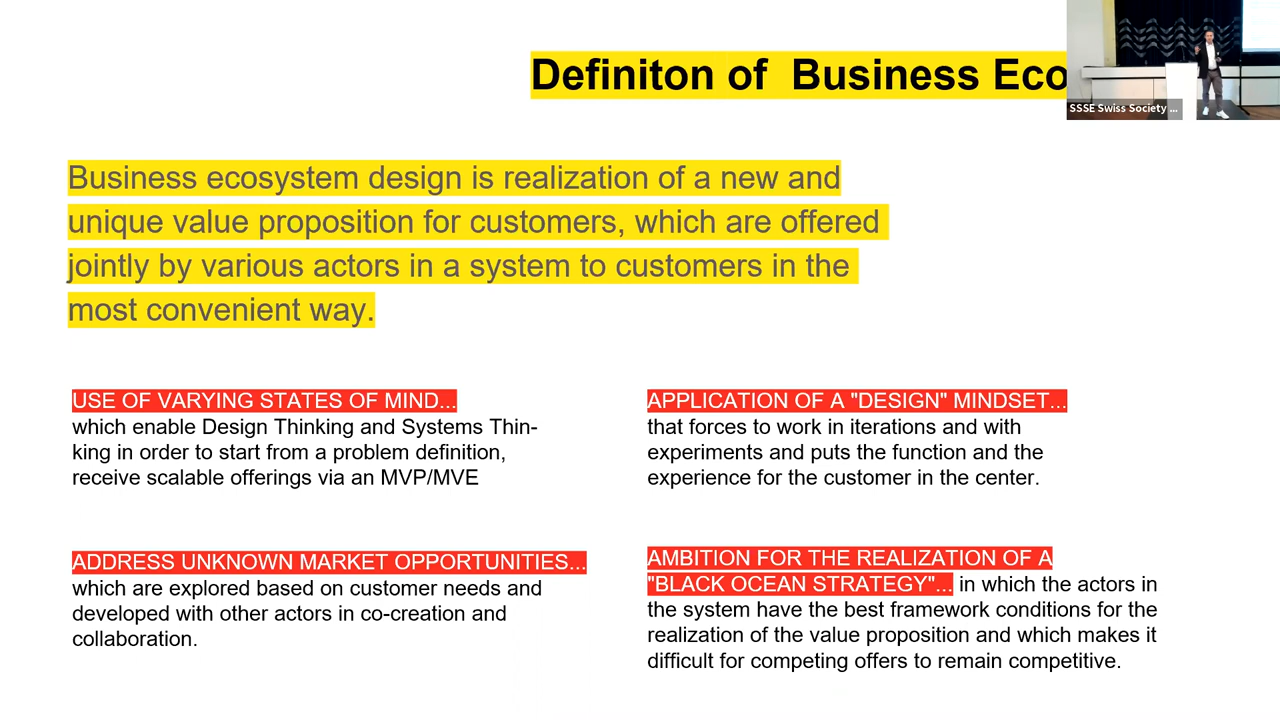 Definiton of Business Eco
SSSE Swiss Society ...
Business ecosystem design is realization of a new and
unique value proposition for customers, which are offered
jointly by various actors in a system to customers in the
most convenient way.
USE OF VARYING STATES OF MIND...
which enable Design Thinking and Systems Thin-
king in order to start from a problem definition,
receive scalable offerings via an MVP/MVE
APPLICATION OF A "DESIGN" MINDSET...
that forces to work in iterations and with
experiments and puts the function and the
experience for the customer in the center.
ADDRESS UNKNOWN MARKET OPPORTUNITIES...
which are explored based on customer needs and
developed with other actors in co-creation and
collaboration.
AMBITION FOR THE REALIZATION OF A
"BLACK OCEAN STRATEGY"... in which the actors in
the system have the best framework conditions for the
realization of the value proposition and which makes it
difficult for competing offers to remain competitive.